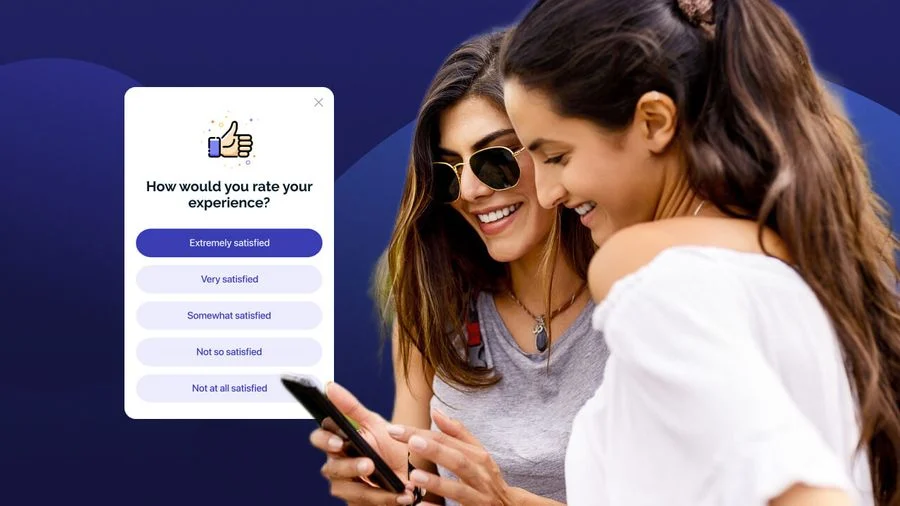 How would you rate your
experience?
Extremely satisfied
Very satisfied
Somewhat satisfied
Not so satisfied
Not at all satisfied